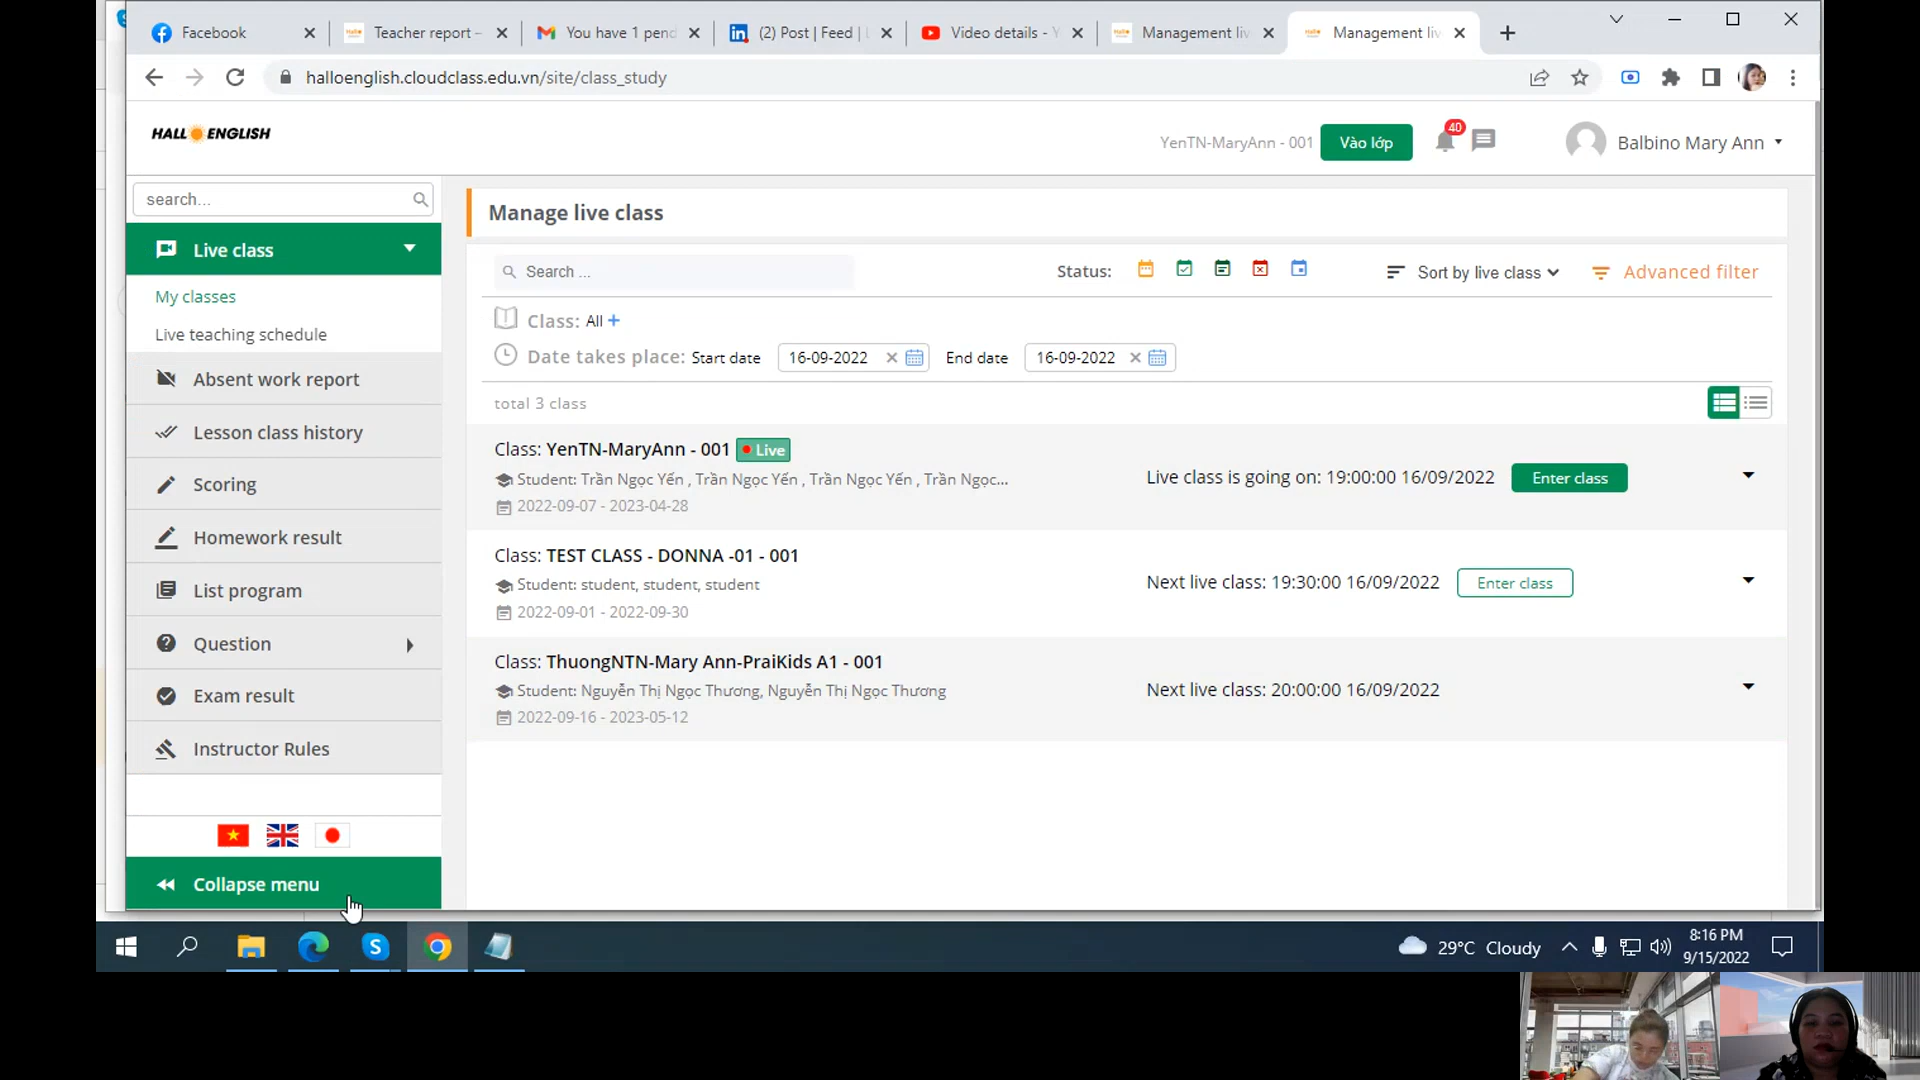 Facebook
Teacher report –
You have 1 pend
(2) Post | Feed | L
Video details - Y
Management liv
Management liv
halloenglish.cloudclass.edu.vn/site/class_study
HALLO ENGLISH
YenTN-MaryAnn - 001
Vào lớp
40
Balbino Mary Ann
search...
Live class
My classes
Live teaching schedule
Absent work report
Lesson class history
Scoring
Homework result
List program
Question
Exam result
Instructor Rules
Collapse menu
Manage live class
Search ...
Status:
Sort by live class
Advanced filter
Class: All +
Date takes place: Start date 16-09-2022 End date 16-09-2022
total 3 class
Class: YenTN-MaryAnn - 001 Live
Student: Trần Ngọc Yến , Trần Ngọc Yến , Trần Ngọc Yến , Trần Ngọc...
2022-09-07 - 2023-04-28
Live class is going on: 19:00:00 16/09/2022
Enter class
Class: TEST CLASS - DONNA -01 - 001
Student: student, student, student
2022-09-01 - 2022-09-30
Next live class: 19:30:00 16/09/2022
Enter class
Class: ThuongNTN-Mary Ann-PraiKids A1 - 001
Student: Nguyễn Thị Ngọc Thương, Nguyễn Thị Ngọc Thương
2022-09-16 - 2023-05-12
Next live class: 20:00:00 16/09/2022
29°C Cloudy
8:16 PM
9/15/2022